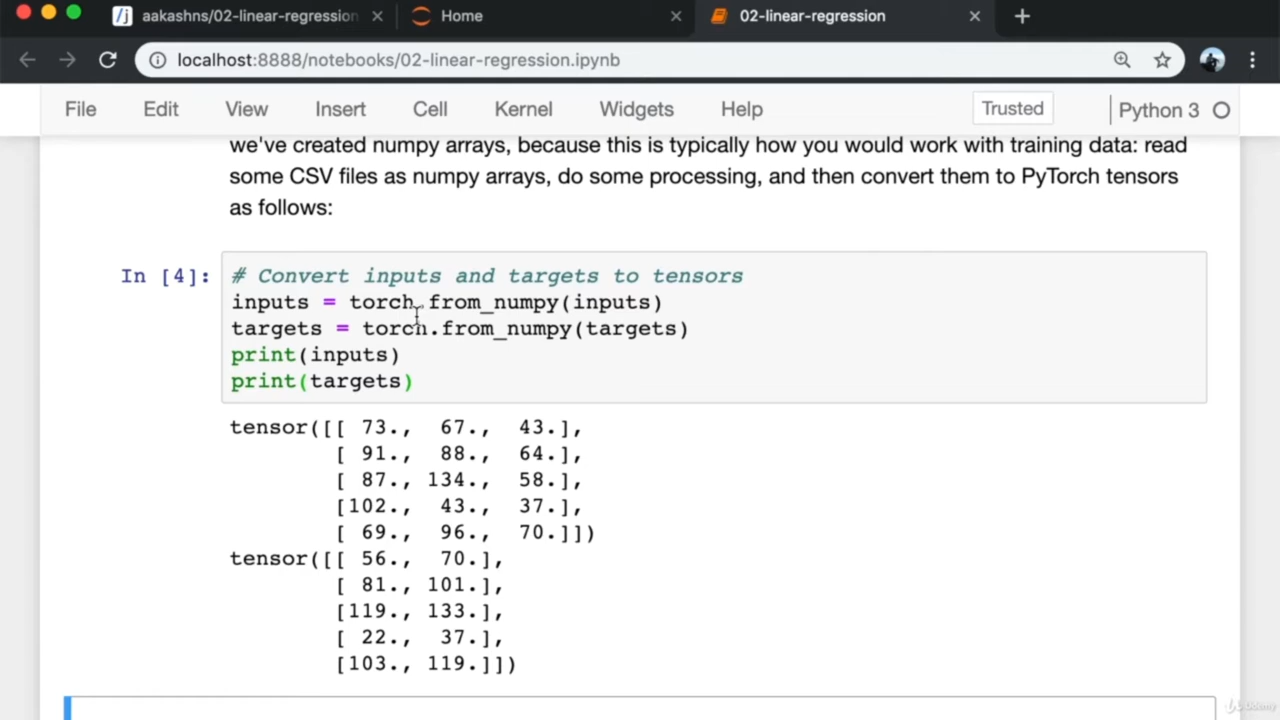 aakashns/02-linear-regression
Home
02-linear-regression
localhost:8888/notebooks/02-linear-regression.ipynb
File Edit View Insert Cell Kernel Widgets Help Trusted Python 3
we've created numpy arrays, because this is typically how you would work with training data: read
some CSV files as numpy arrays, do some processing, and then convert them to PyTorch tensors
as follows:
In [4]:
# Convert inputs and targets to tensors
inputs = torch.from_numpy(inputs)
targets = torch.from_numpy(targets)
print(inputs)
print(targets)
tensor([[ 73., 67., 43.],
[ 91., 88., 64.],
[ 87., 134., 58.],
[102., 43., 37.],
[ 69., 96., 70.]])
tensor([[ 56., 70.],
[ 81., 101.],
[119., 133.],
[ 22., 37.],
[103., 119.]])
Udemy